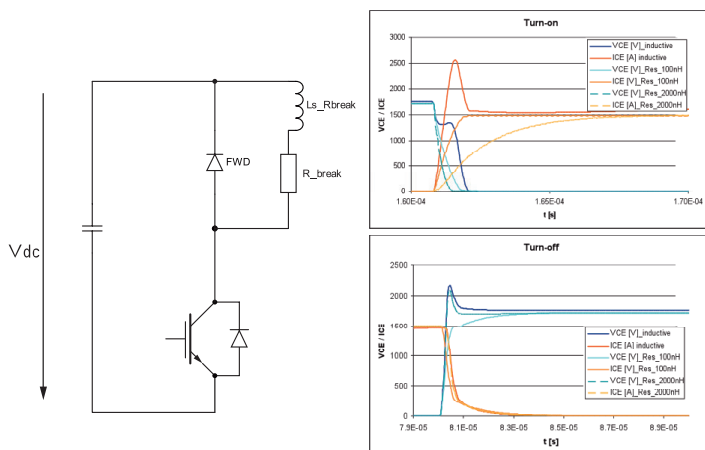 Vdc
Ls_Rbreak
FWD
R_break
Turn-on
VCE / ICE
3000
2500
2000
1500
1000
500
0
1.60E-04
1.65E-04
1.70E-04
t [s]
VCE [V]_inductive
ICE [A] inductive
VCE [V]_Res_100nH
ICE [V]_Res_100nH
VCE [V]_Res_2000nH
ICE [A]_Res_2000nH
Turn-off
VCE / ICE
2500
2000
1500
1000
500
0
7.9E-05
8.1E-05
8.3E-05
8.5E-05
8.7E-05
8.9E-05
t [s]
VCE [V]_inductive
ICE [A] inductive
VCE [V]_Res_100nH
ICE [V]_Res_100nH
VCE [V]_Res_2000nH
ICE [A]_Res_2000nH